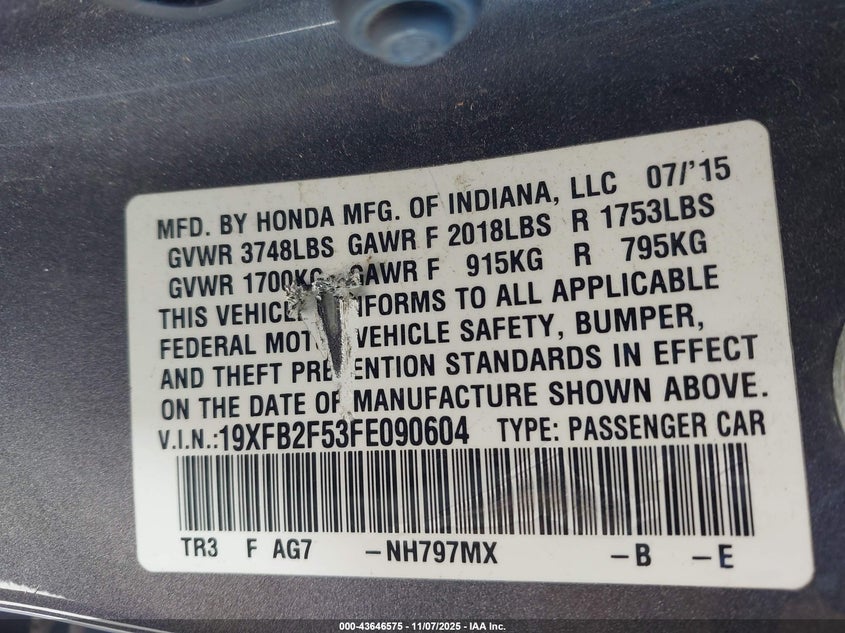 MFD. BY HONDA MFG. OF INDIANA, LLC 07/'15
GVWR 3748LBS GAWR F 2018LBS R 1753LBS
GVWR 1700KG GAWR F 915KG R 795KG
THIS VEHICLE CONFORMS TO ALL APPLICABLE
FEDERAL MOTOR VEHICLE SAFETY, BUMPER,
AND THEFT PREVENTION STANDARDS IN EFFECT
ON THE DATE OF MANUFACTURE SHOWN ABOVE.
V.I.N.:19XFB2F53FE090604 TYPE: PASSENGER CAR
TR3 F AG7 -NH797MX -B -E
000-43646575 - 11/07/2025 - IAA Inc.